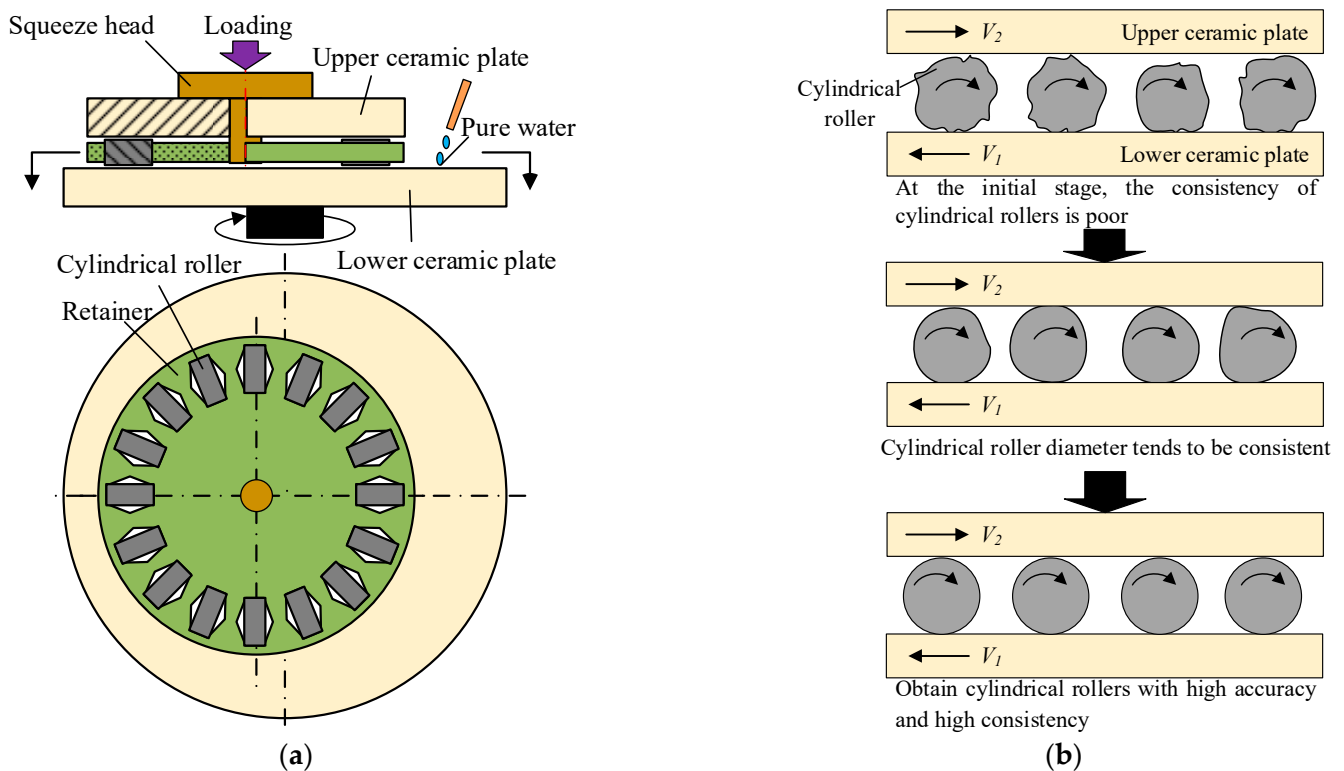 Squeeze head
Loading
Upper ceramic plate
Pure water
Lower ceramic plate
Cylindrical roller
Retainer
(a)
V2
Upper ceramic plate
Cylindrical
roller
V1
Lower ceramic plate
At the initial stage, the consistency of
cylindrical rollers is poor
V2
V1
Cylindrical roller diameter tends to be consistent
V2
V1
Obtain cylindrical rollers with high accuracy
and high consistency
(b)